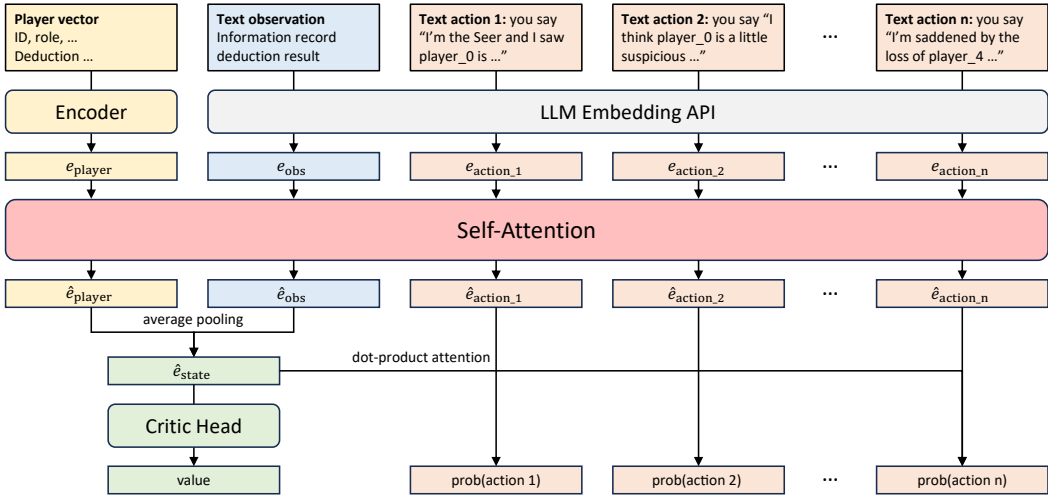 Player vector
ID, role, …
Deduction …
Text observation
Information record
deduction result
Text action 1: you say
“I’m the Seer and I saw
player_0 is …”
Text action 2: you say “I
think player_0 is a little
suspicious …”
…
Text action n: you say
“I’m saddened by the
loss of player_4 …”
Encoder
LLM Embedding API
e_player
e_obs
e_action_1
e_action_2
…
e_action_n
Self-Attention
ê_player
ê_obs
ê_action_1
ê_action_2
…
ê_action_n
average pooling
dot-product attention
ê_state
Critic Head
value
prob(action 1)
prob(action 2)
…
prob(action n)